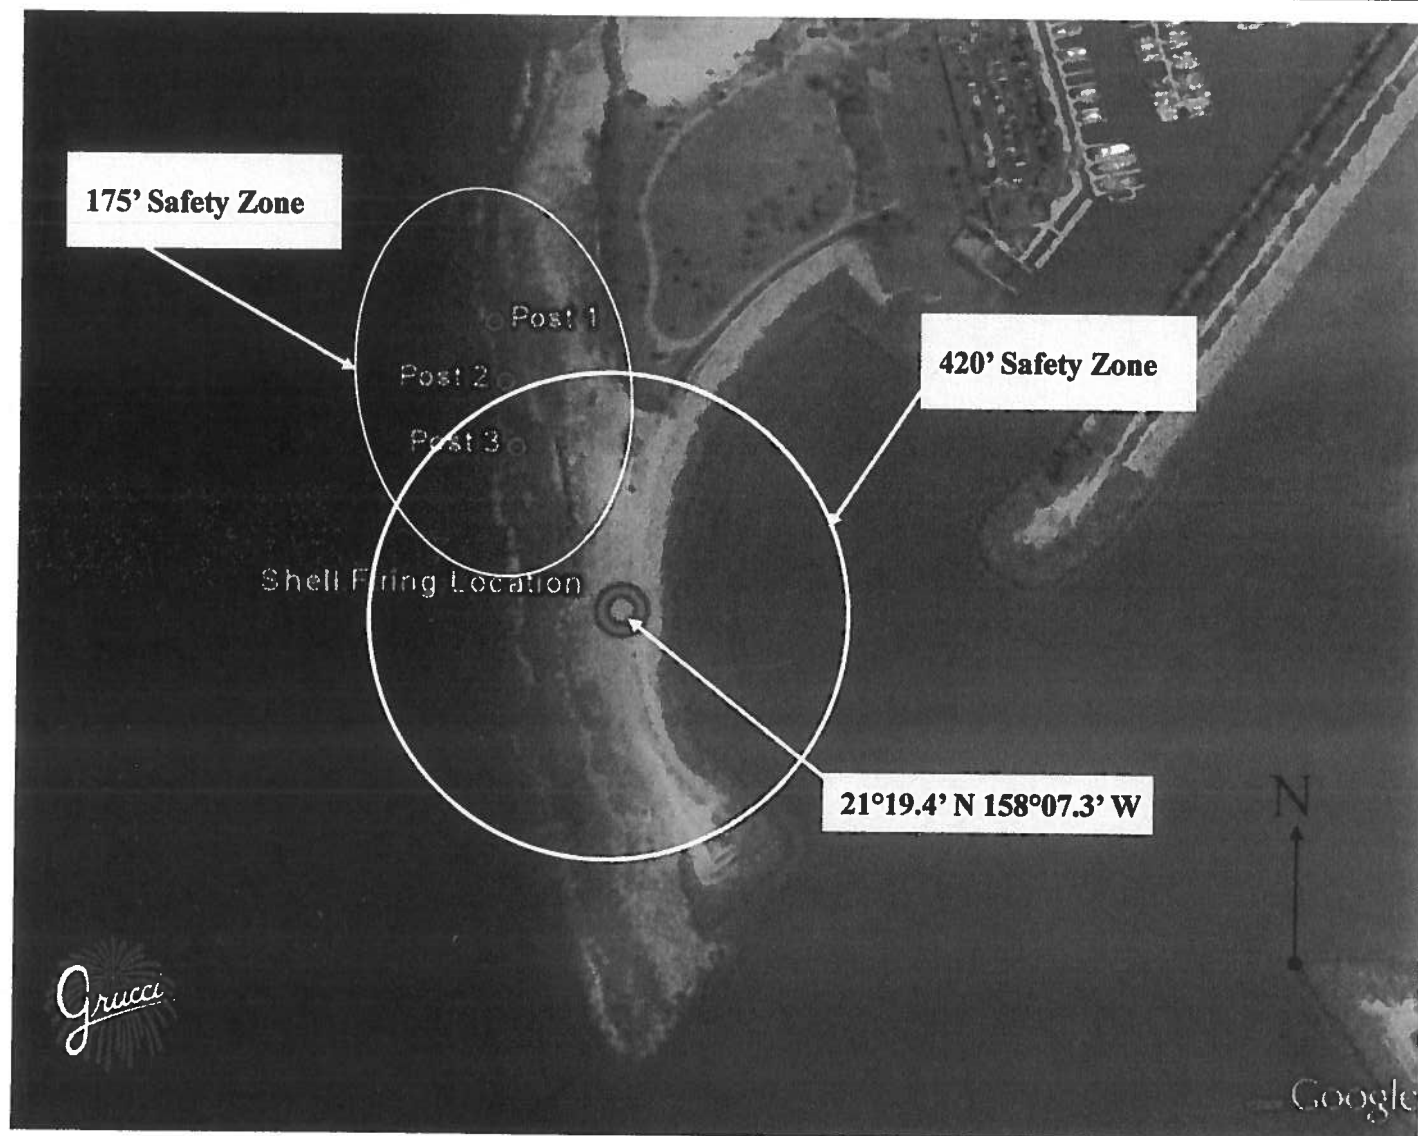 175’ Safety Zone
Post 1
420’ Safety Zone
Post 2
Post 3
Shell Firing Location
21°19.4’ N 158°07.3’ W
N
Grucci
Google